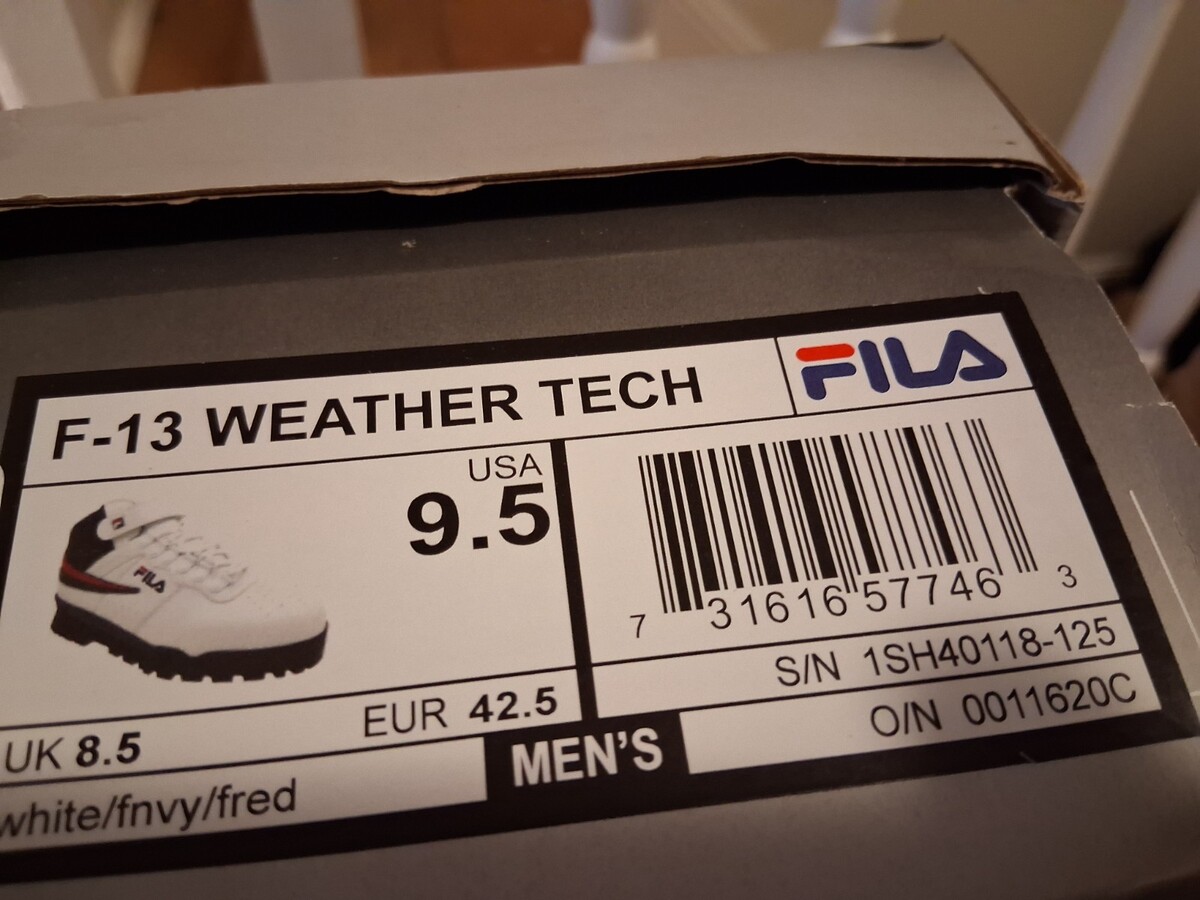 F-13 WEATHER TECH
FILA
USA
9.5
FILA
7 31616 57746 3
S/N 1SH40118-125
O/N 0011620C
UK 8.5
EUR 42.5
white/fnvy/fred
MEN'S